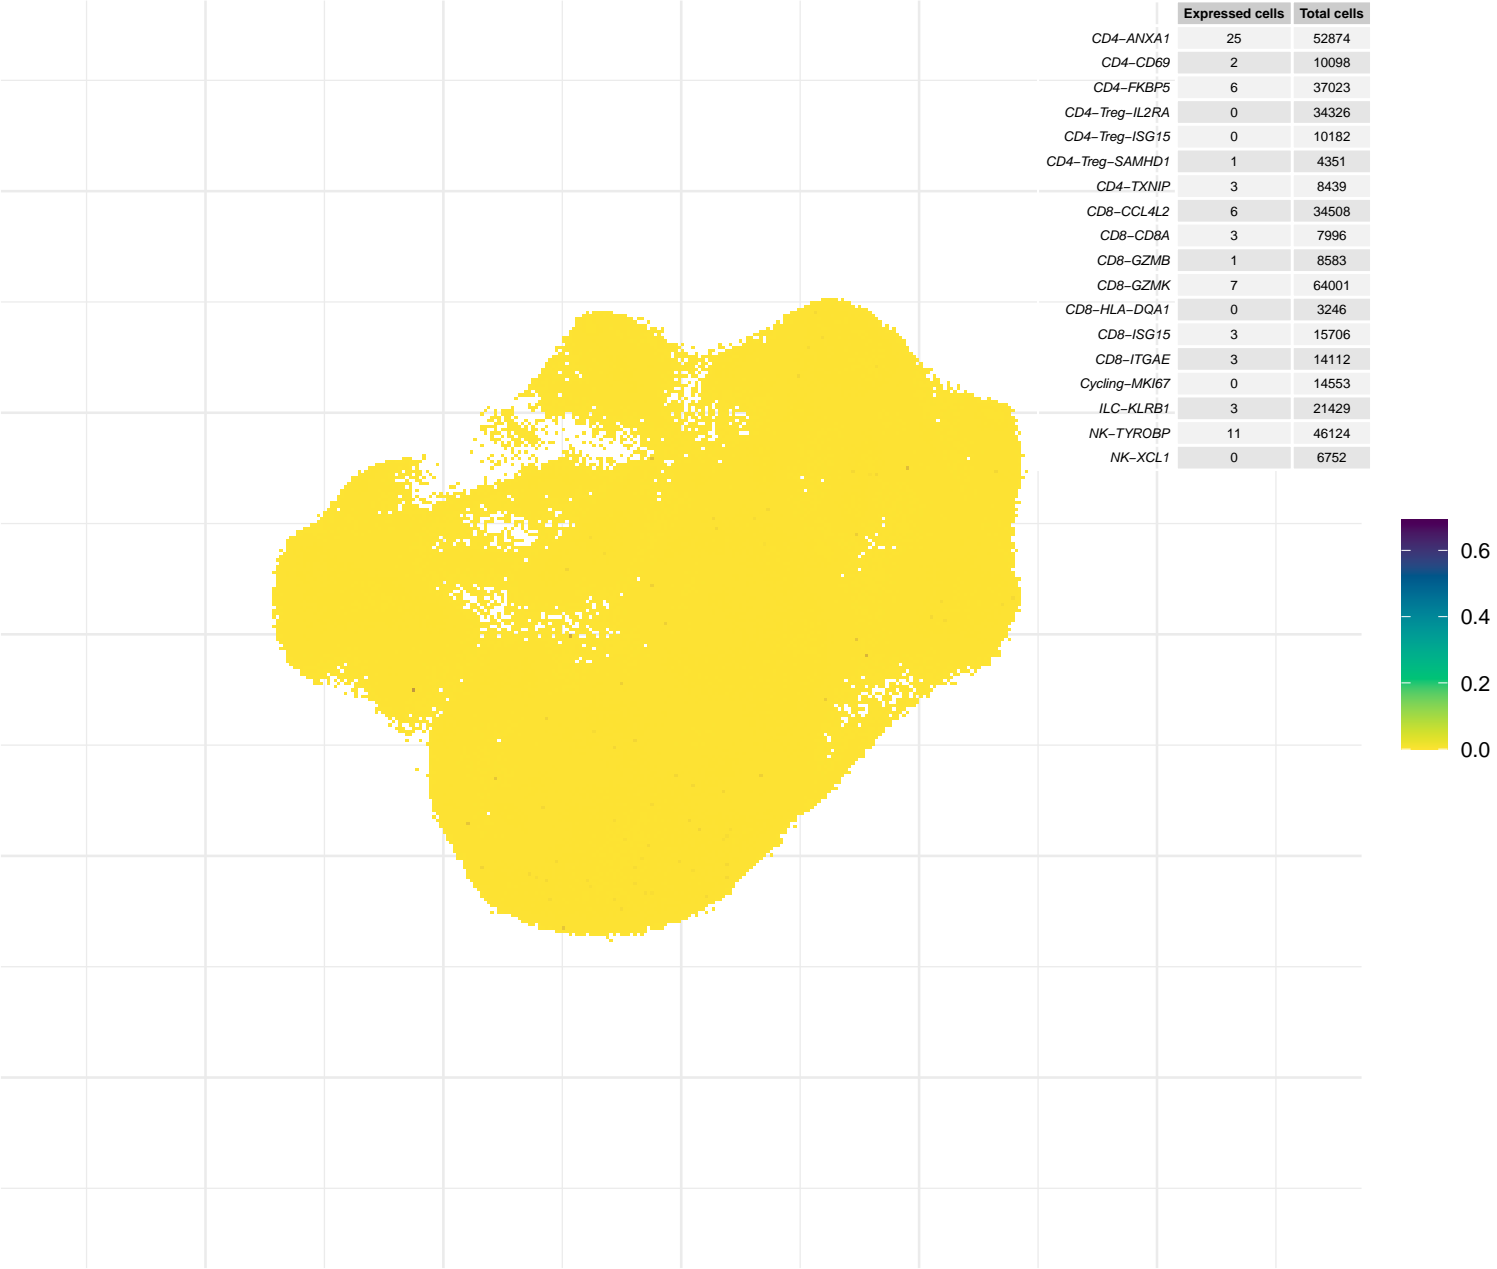 Expressed cells Total cells
CD4−ANXA1 25 52874
CD4−CD69 2 10098
CD4−FKBP5 6 37023
CD4−Treg−IL2RA 0 34326
CD4−Treg−ISG15 0 10182
CD4−Treg−SAMHD1 1 4351
CD4−TXNIP 3 8439
CD8−CCL4L2 6 34508
CD8−CD8A 3 7996
CD8−GZMB 1 8583
CD8−GZMK 7 64001
CD8−HLA−DQA1 0 3246
CD8−ISG15 3 15706
CD8−ITGAE 3 14112
Cycling−MKI67 0 14553
ILC−KLRB1 3 21429
NK−TYROBP 11 46124
NK−XCL1 0 6752
0.6
0.4
0.2
0.0